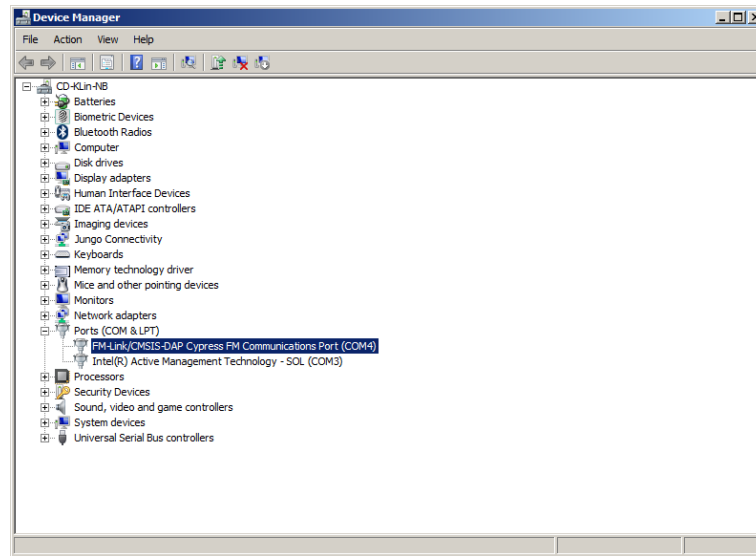 Device Manager
File Action View Help
CD-KLin-NB
Batteries
Biometric Devices
Bluetooth Radios
Computer
Disk drives
Display adapters
Human Interface Devices
IDE ATA/ATAPI controllers
Imaging devices
Jungo Connectivity
Keyboards
Memory technology driver
Mice and other pointing devices
Monitors
Network adapters
Ports (COM & LPT)
FM-Link/CMSIS-DAP Cypress FM Communications Port (COM4)
Intel(R) Active Management Technology - SOL (COM3)
Processors
Security Devices
Sound, video and game controllers
System devices
Universal Serial Bus controllers